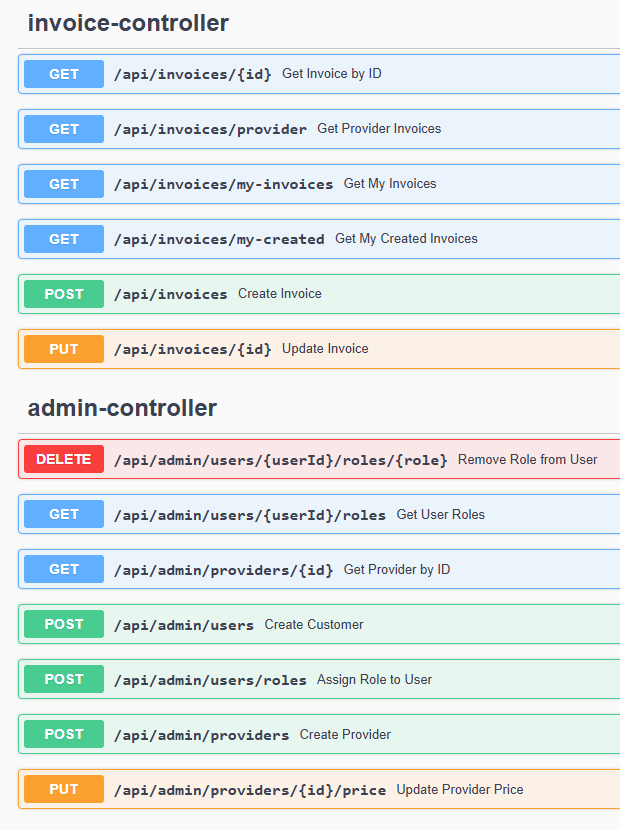 invoice-controller
GET /api/invoices/{id} Get Invoice by ID
GET /api/invoices/provider Get Provider Invoices
GET /api/invoices/my-invoices Get My Invoices
GET /api/invoices/my-created Get My Created Invoices
POST /api/invoices Create Invoice
PUT /api/invoices/{id} Update Invoice
admin-controller
DELETE /api/admin/users/{userId}/roles/{role} Remove Role from User
GET /api/admin/users/{userId}/roles Get User Roles
GET /api/admin/providers/{id} Get Provider by ID
POST /api/admin/users Create Customer
POST /api/admin/users/roles Assign Role to User
POST /api/admin/providers Create Provider
PUT /api/admin/providers/{id}/price Update Provider Price